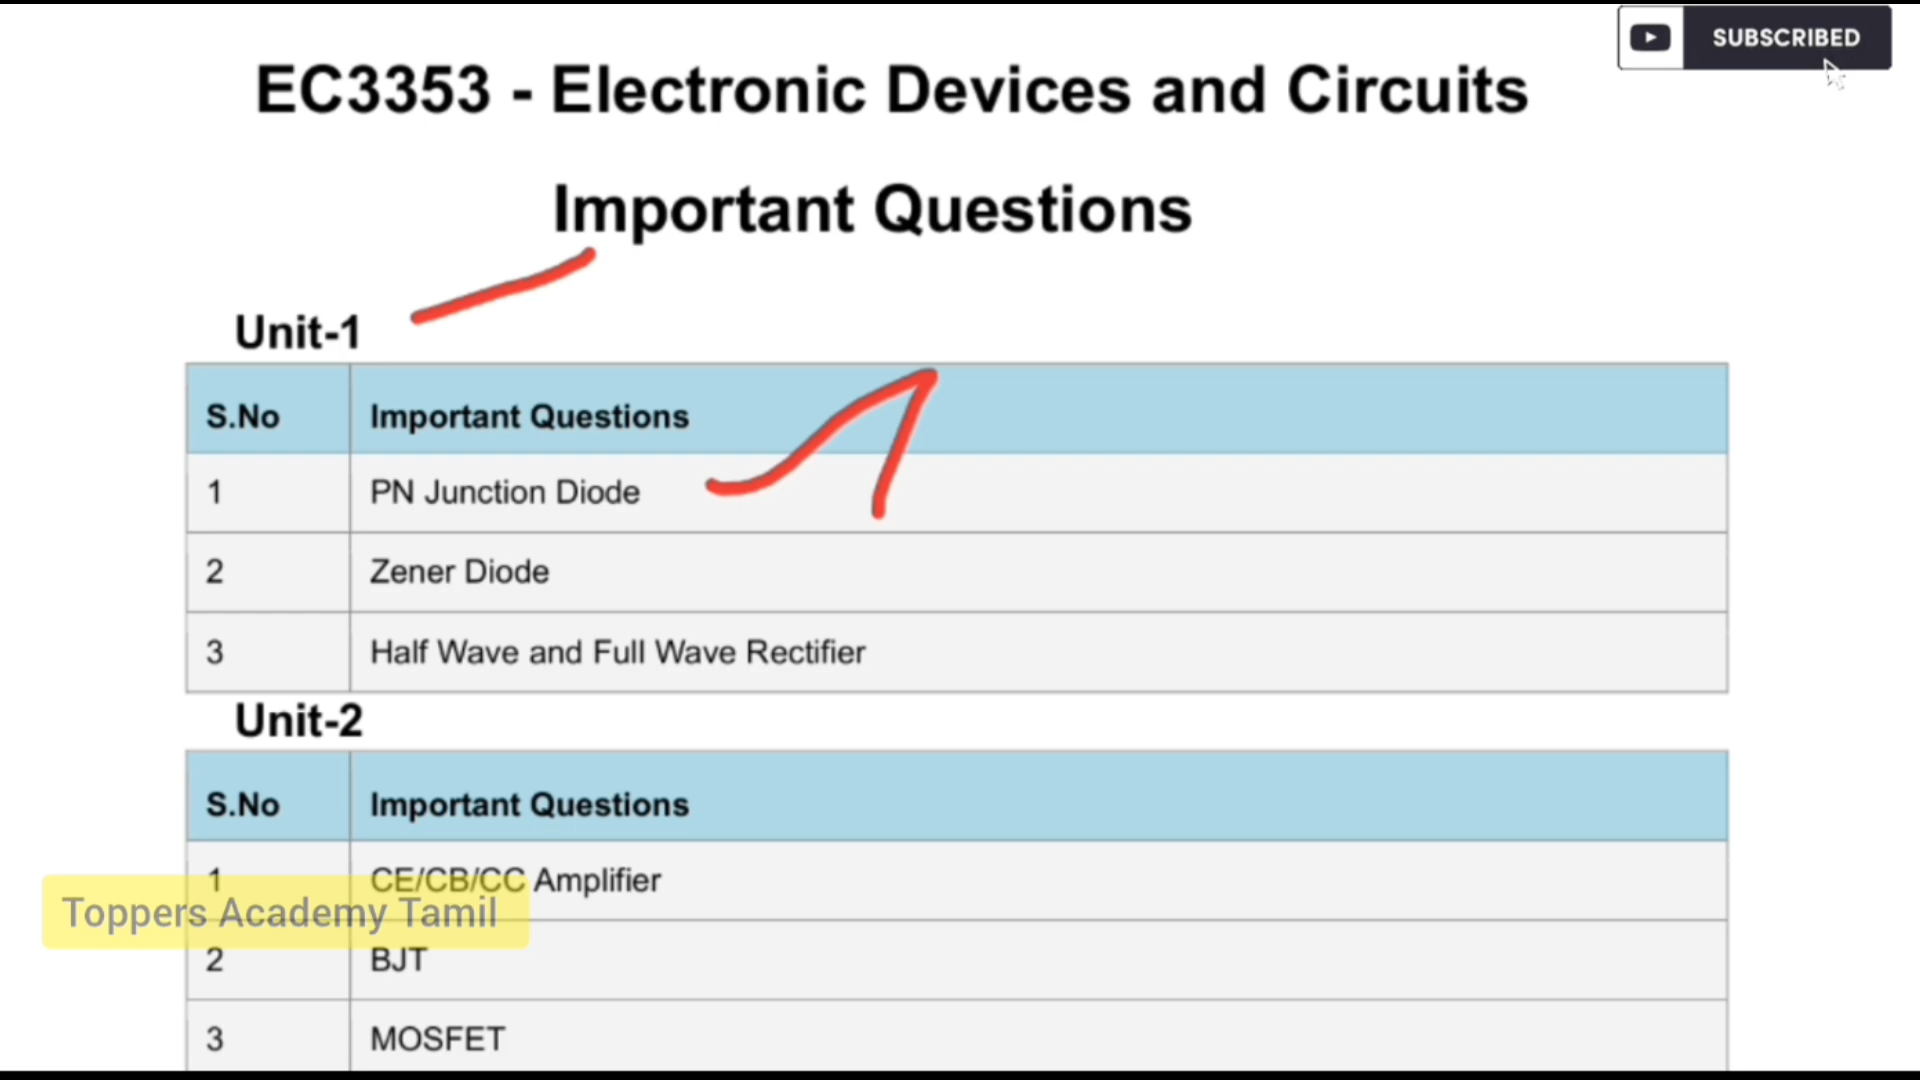 SUBSCRIBED
EC3353 - Electronic Devices and Circuits
Important Questions
Unit-1
S.No Important Questions
1 PN Junction Diode
2 Zener Diode
3 Half Wave and Full Wave Rectifier
Unit-2
S.No Important Questions
1 CE/CB/CC Amplifier
Toppers Academy Tamil
2 BJT
3 MOSFET